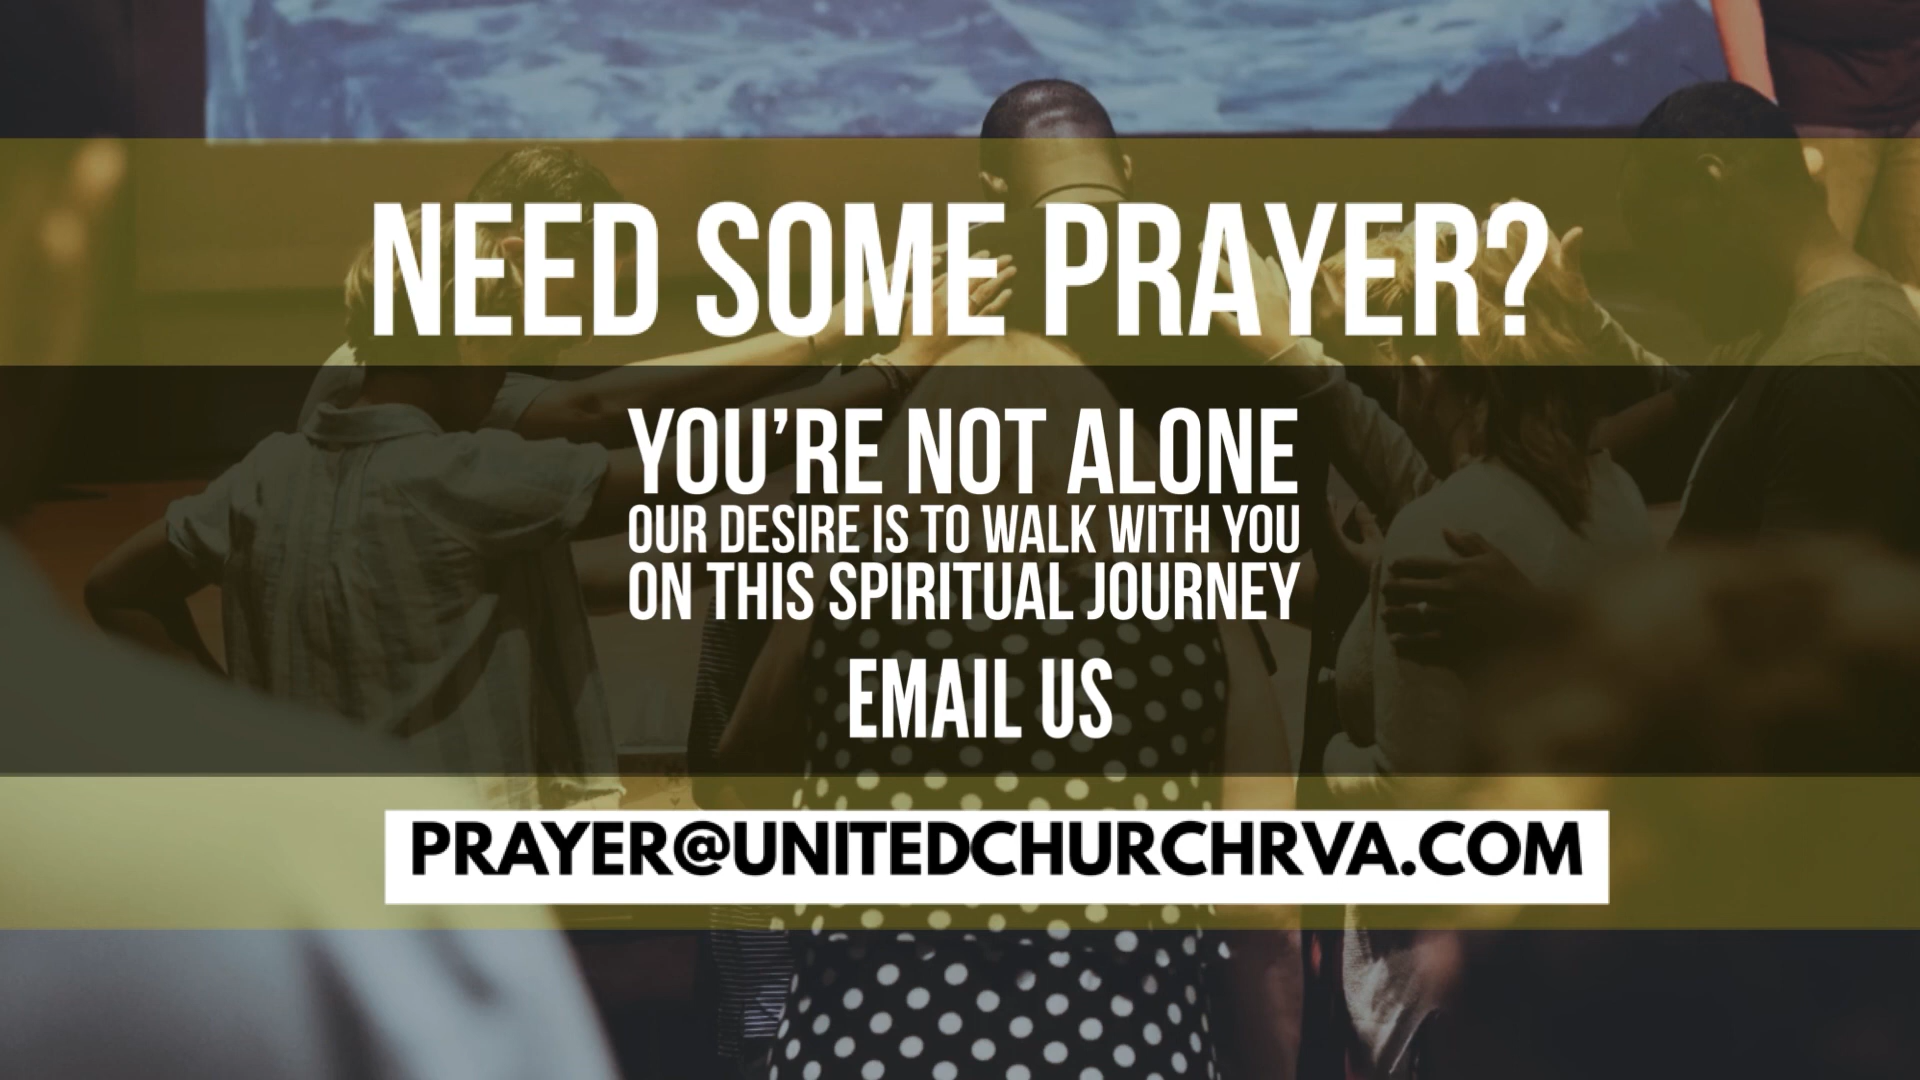 NEED SOME PRAYER?
YOU’RE NOT ALONE
OUR DESIRE IS TO WALK WITH YOU
ON THIS SPIRITUAL JOURNEY
EMAIL US
PRAYER@UNITEDCHURCHRVA.COM